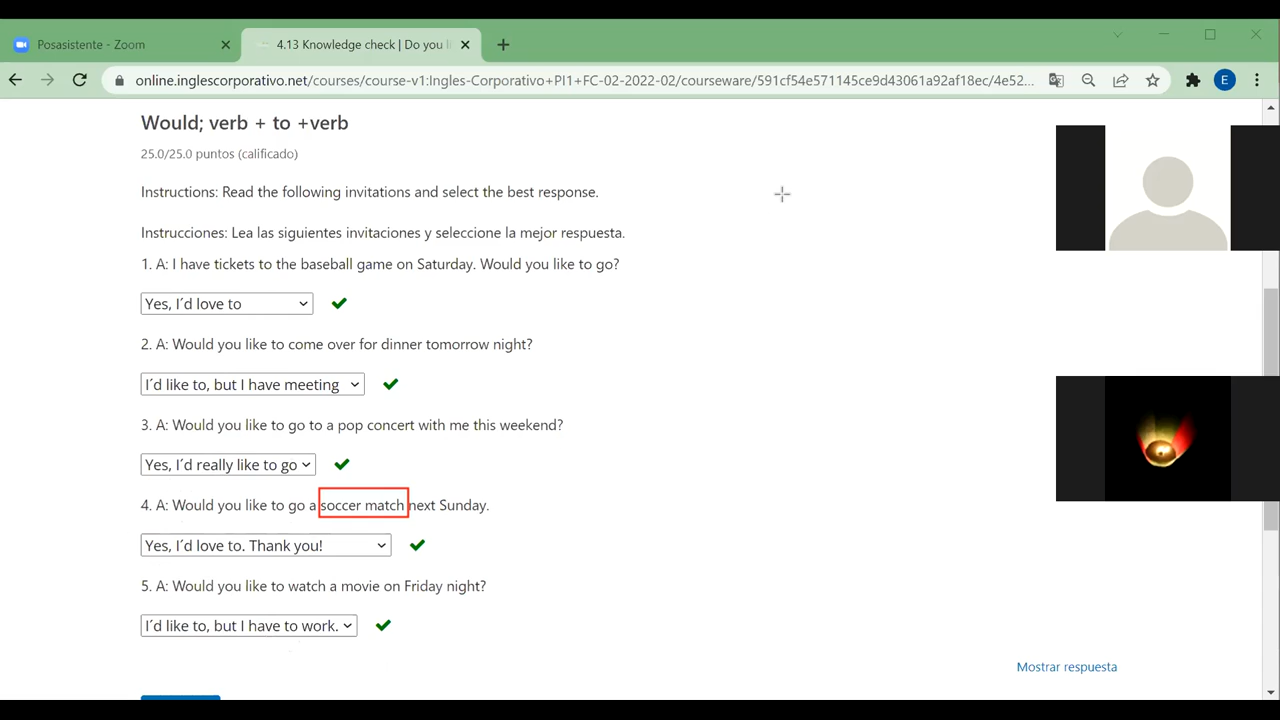 Posasistente - Zoom
4.13 Knowledge check | Do you li
online.inglescorporativo.net/courses/course-v1:Ingles-Corporativo+PI1+FC-02-2022-02/courseware/591cf54e571145ce9d43061a92af18ec/4e52...
E
Would; verb + to +verb
25.0/25.0 puntos (calificado)
Instructions: Read the following invitations and select the best response.
Instrucciones: Lea las siguientes invitaciones y seleccione la mejor respuesta.
1. A: I have tickets to the baseball game on Saturday. Would you like to go?
Yes, I´d love to
2. A: Would you like to come over for dinner tomorrow night?
I´d like to, but I have meeting
3. A: Would you like to go to a pop concert with me this weekend?
Yes, I´d really like to go
4. A: Would you like to go a soccer match next Sunday.
Yes, I´d love to. Thank you!
5. A: Would you like to watch a movie on Friday night?
I´d like to, but I have to work.
Mostrar respuesta